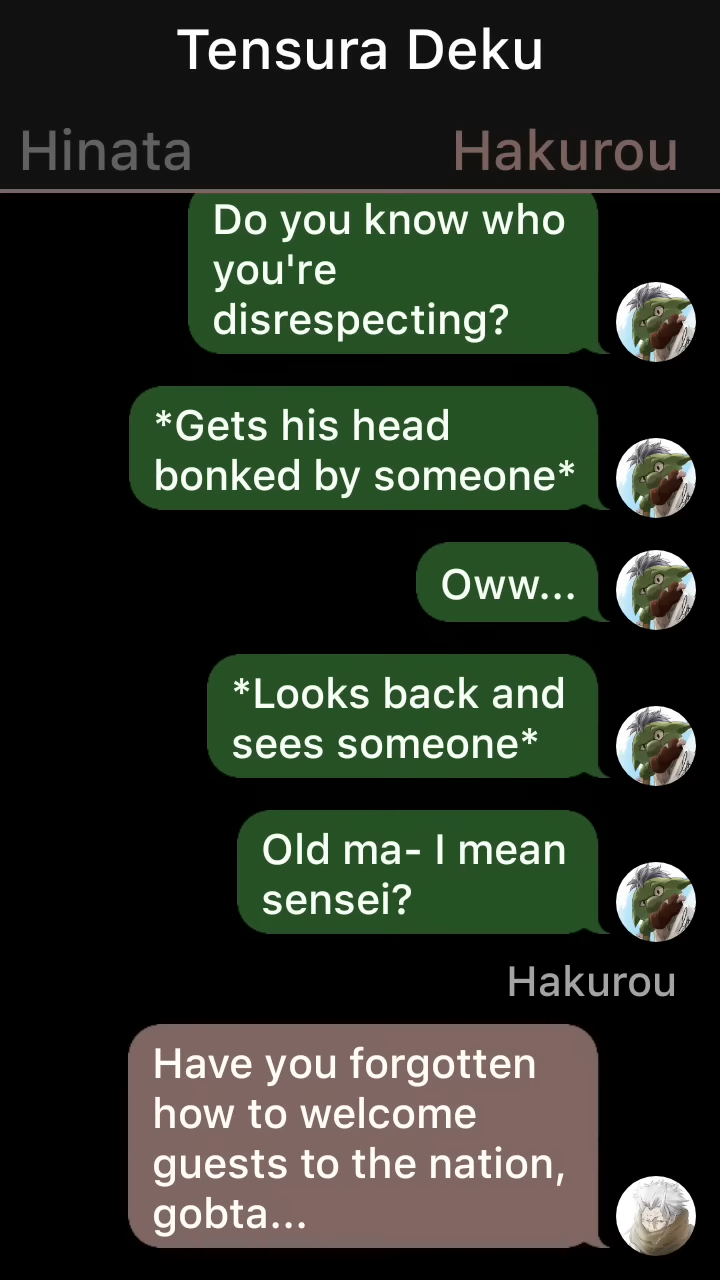 Tensura Deku
Hinata
Hakurou
Do you know who
you're
disrespecting?
*Gets his head
bonked by someone*
Oww...
*Looks back and
sees someone*
Old ma- I mean
sensei?
Hakurou
Have you forgotten
how to welcome
guests to the nation,
gobta...